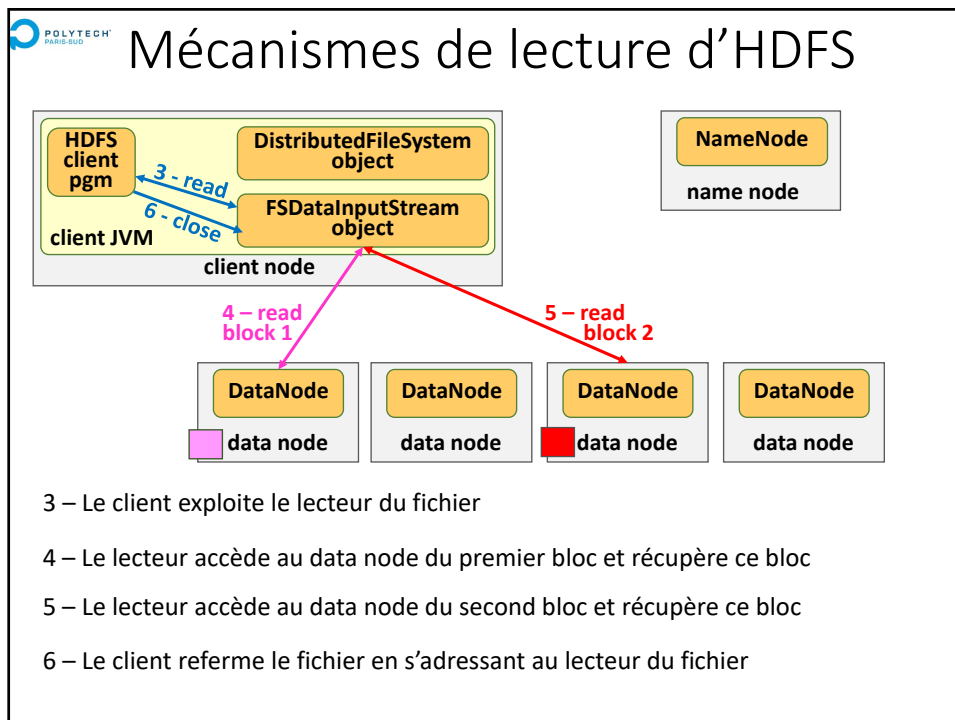 POLYTECH
PARIS-SUD
Mécanismes de lecture d'HDFS
HDFS
client
pgm
DistributedFileSystem
object
3 - read
6 - close
FSDataInputStream
object
client JVM
client node
NameNode
name node
4 – read
block 1
5 – read
block 2
DataNode
data node
DataNode
data node
DataNode
data node
DataNode
data node
3 – Le client exploite le lecteur du fichier
4 – Le lecteur accède au data node du premier bloc et récupère ce bloc
5 – Le lecteur accède au data node du second bloc et récupère ce bloc
6 – Le client referme le fichier en s'adressant au lecteur du fichier